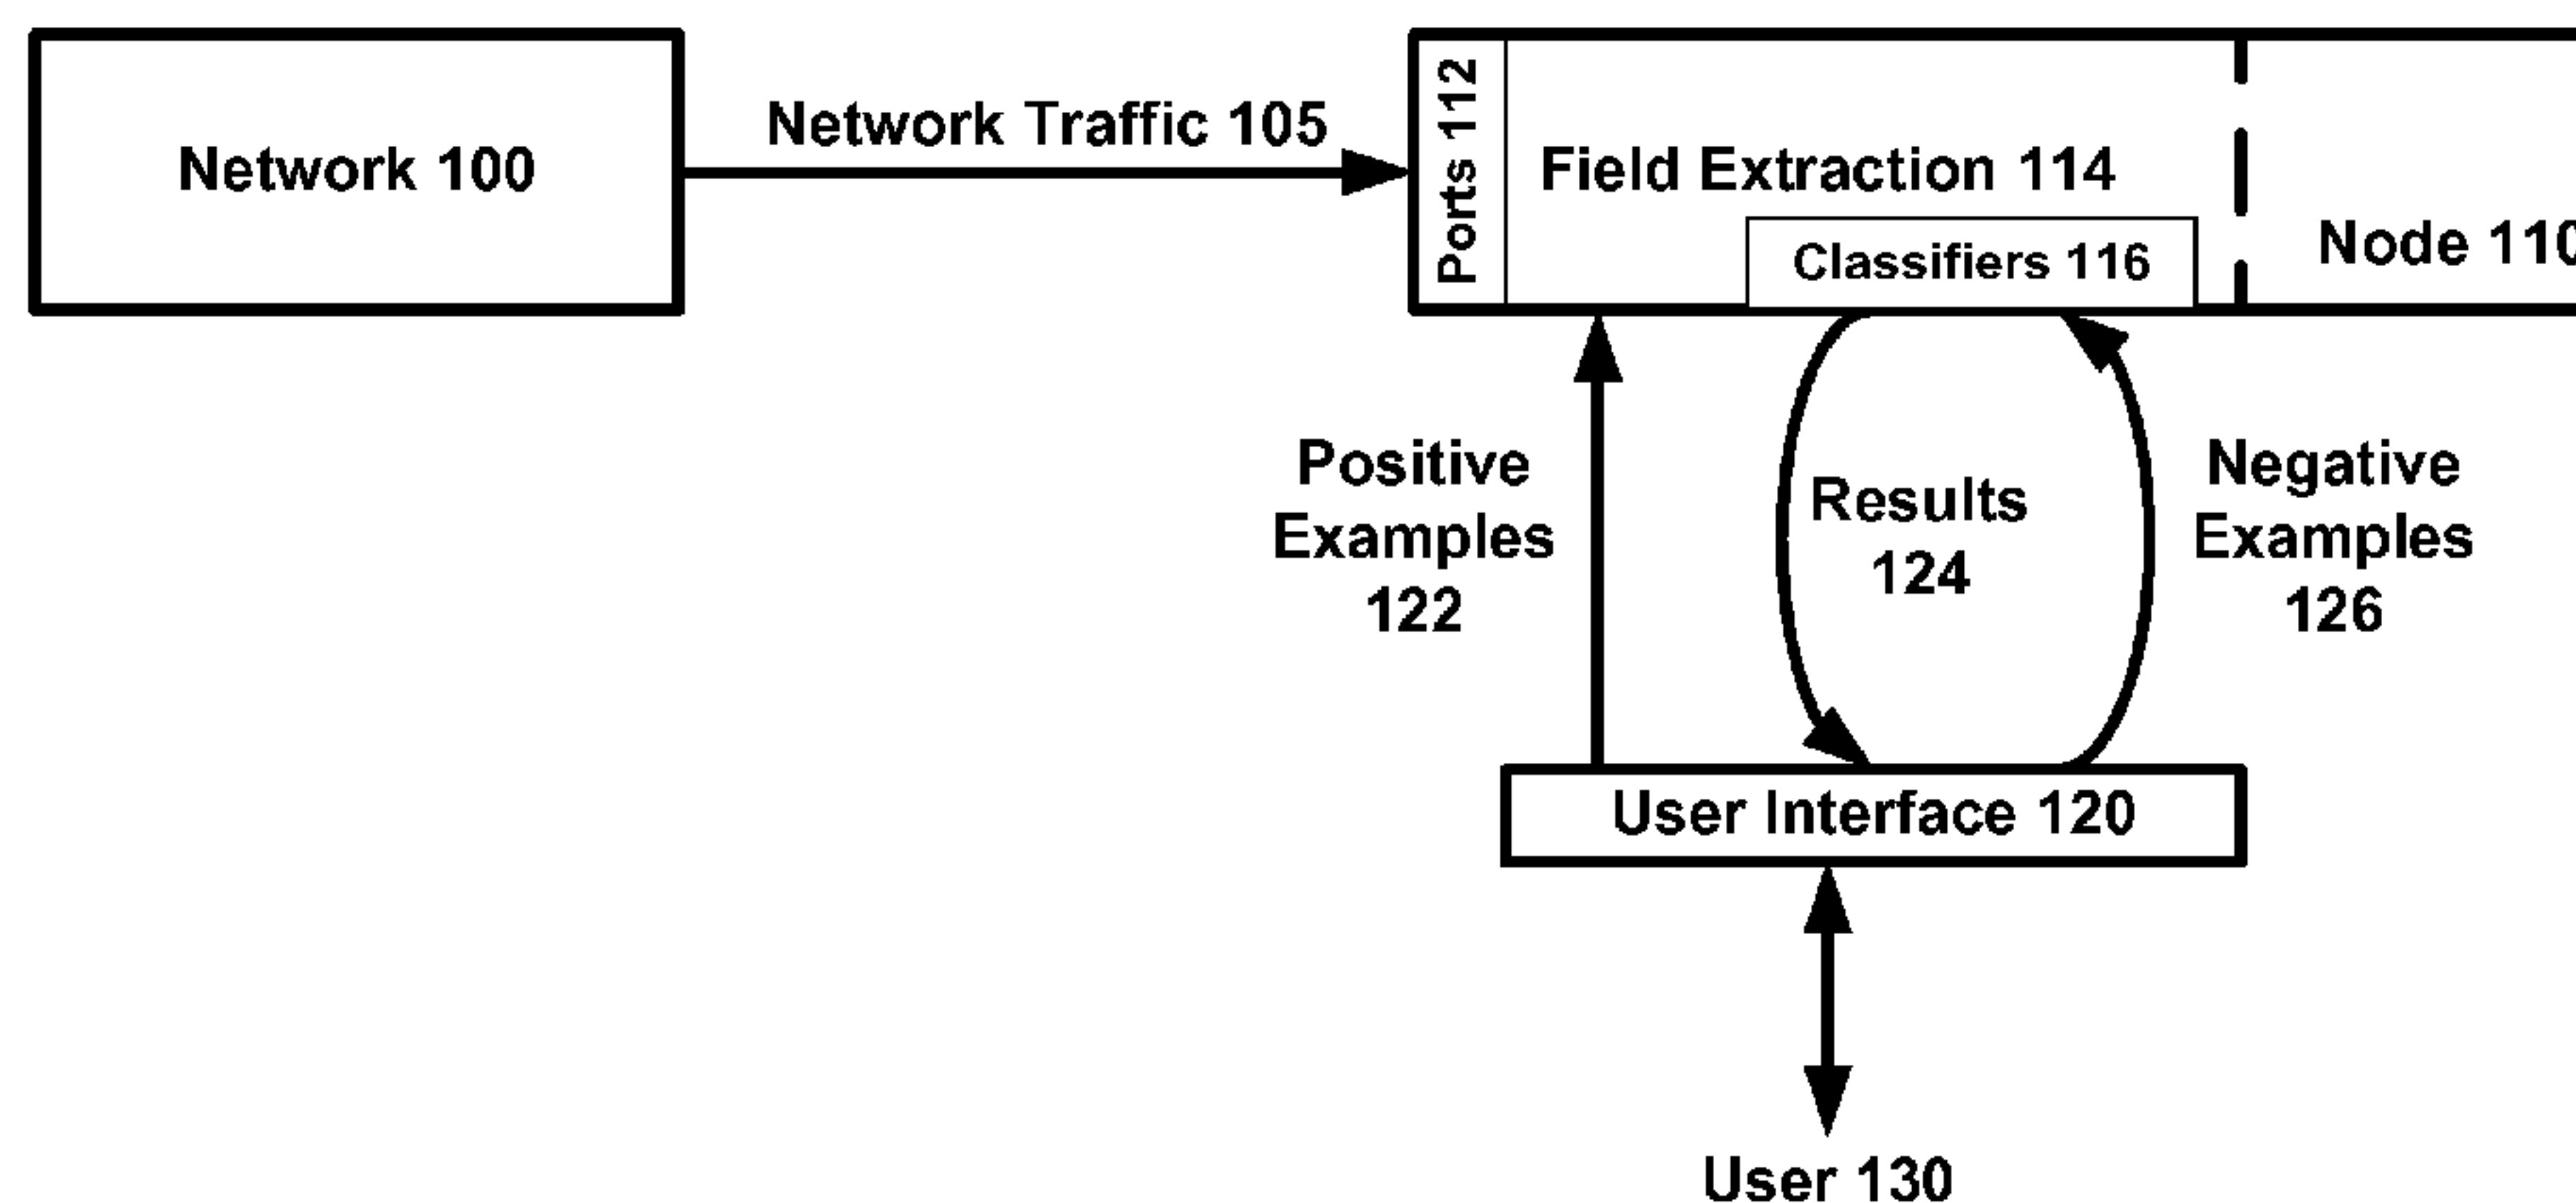 Network 100
Network Traffic 105
Ports 112
Field Extraction 114
Classifiers 116
Node 110
Positive
Examples
122
Results
124
Negative
Examples
126
User Interface 120
User 130